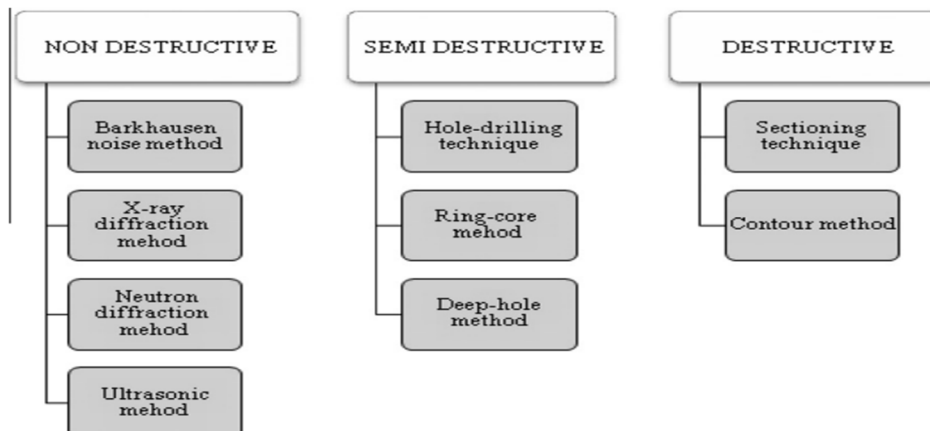 NON DESTRUCTIVE
Barkhausen
noise method
X-ray
diffraction
mehod
Neutron
diffraction
mehod
Ultrasonic
mehod
SEMI DESTRUCTIVE
Hole-drilling
technique
Ring-core
mehod
Deep-hole
method
DESTRUCTIVE
Sectioning
technique
Contour method